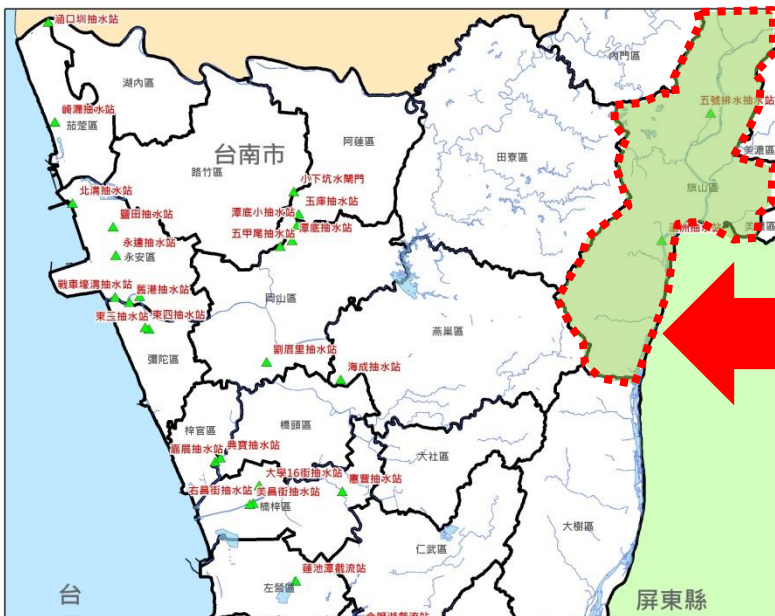 涵口圳抽水站
內門區
湖內區
崎漏抽水站
茄萣區
五號排水抽水站
阿蓮區
美濃區
台南市
田寮區
路竹區
小下坑水閘門
旗山區
北溝抽水站
玉庫抽水站
潭底小抽水站
鹽田抽水站
潭底抽水站
五甲尾抽水站
永達抽水站
永安區
戰車壕溝抽水站
舊港抽水站
岡山區
東三抽水站
東四抽水站
燕巢區
彌陀區
劉厝里抽水站
海成抽水站
梓官區
橋頭區
典寶抽水站
嘉展抽水站
大社區
大學16街抽水站
惠豐抽水站
右昌街抽水站
美昌街抽水站
楠梓區
大樹區
仁武區
蓮池潭截流站
左營區
台
屏東縣